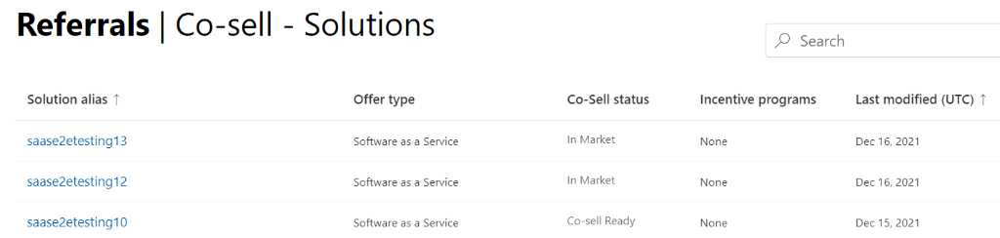 Referrals | Co-sell - Solutions
Search
Solution alias ↑ Offer type Co-Sell status Incentive programs Last modified (UTC) ↑
saase2etesting13 Software as a Service In Market None Dec 16, 2021
saase2etesting12 Software as a Service In Market None Dec 16, 2021
saase2etesting10 Software as a Service Co-sell Ready None Dec 15, 2021